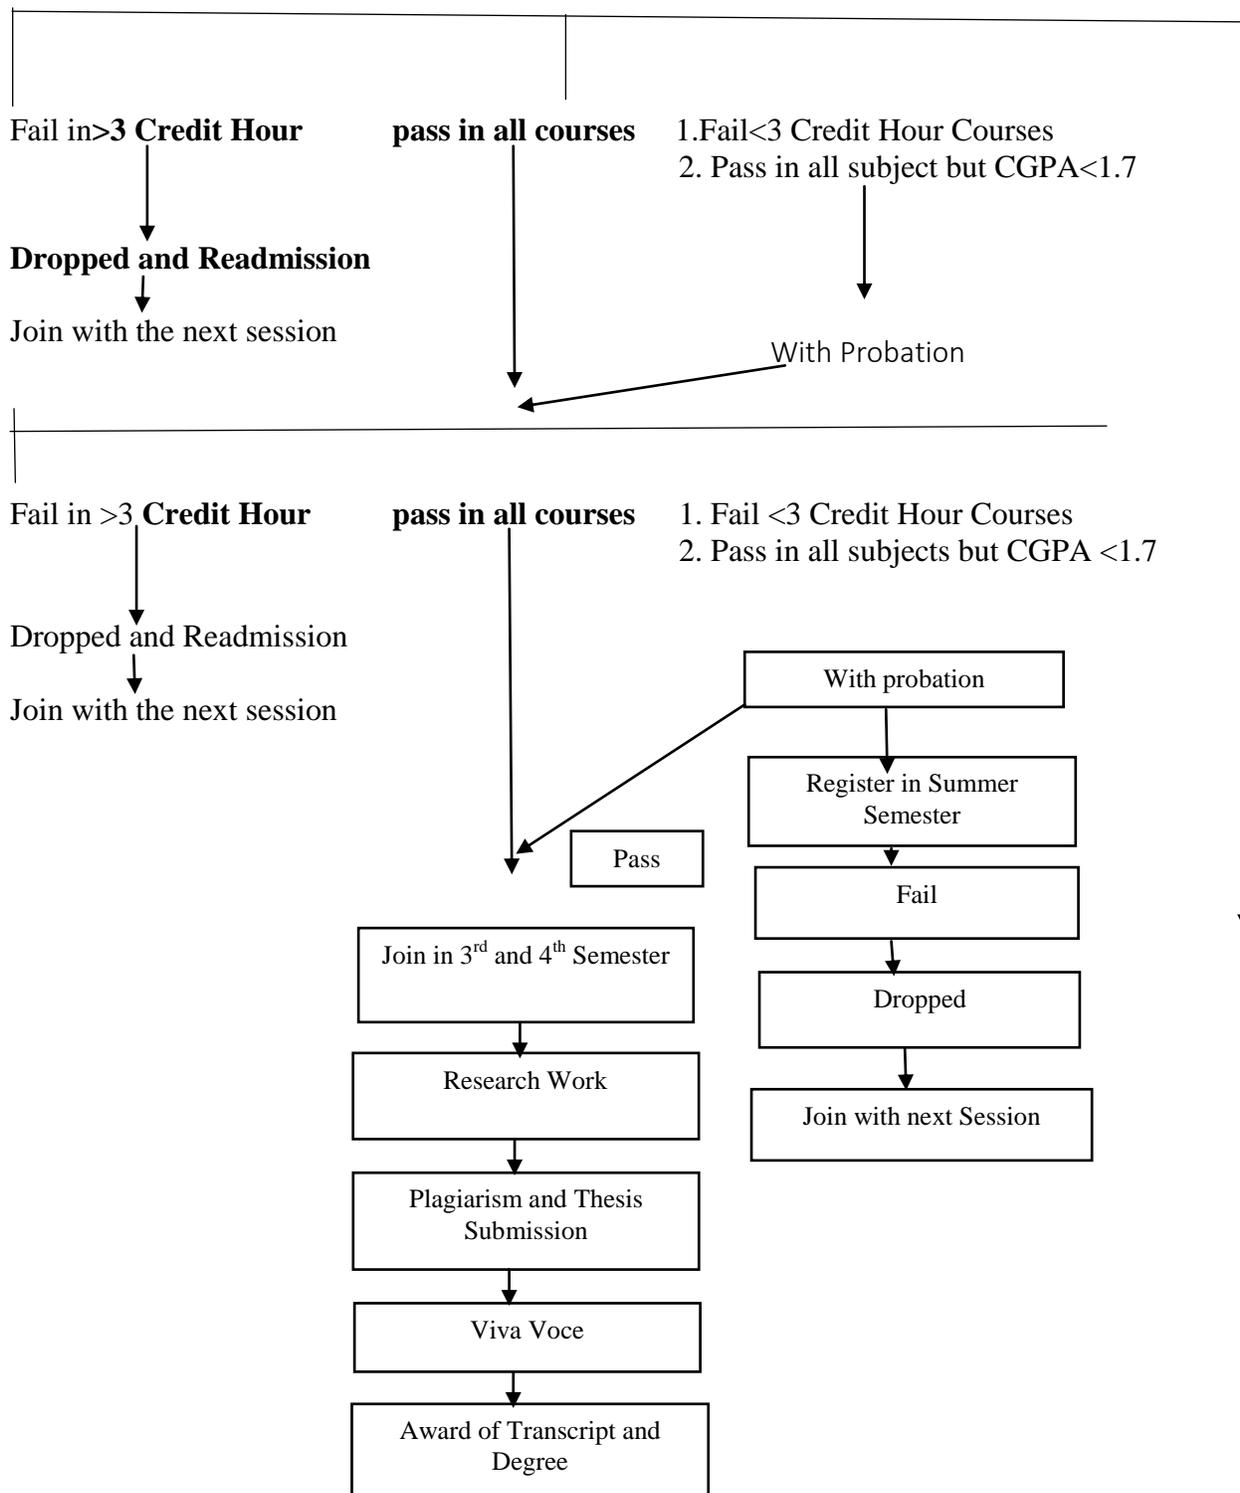 Fail in>3 Credit Hour
pass in all courses
1.Fail<3 Credit Hour Courses
2. Pass in all subject but CGPA<1.7
Dropped and Readmission
Join with the next session
With Probation
Fail in >3 Credit Hour
pass in all courses
1. Fail <3 Credit Hour Courses
2. Pass in all subjects but CGPA <1.7
Dropped and Readmission
Join with the next session
With probation
Register in Summer
Semester
Pass
Fail
Join in 3rd and 4th Semester
Dropped
Research Work
Join with next Session
Plagiarism and Thesis
Submission
Viva Voce
Award of Transcript and
Degree